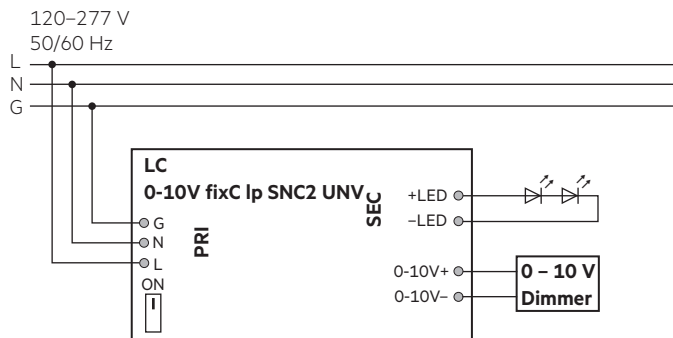 120–277 V
50/60 Hz
L
N
G
LC
0-10V fixC lp SNC2 UNV
PRI
SEC
G
N
L
ON
+LED
–LED
0-10V+
0-10V–
0 – 10 V
Dimmer